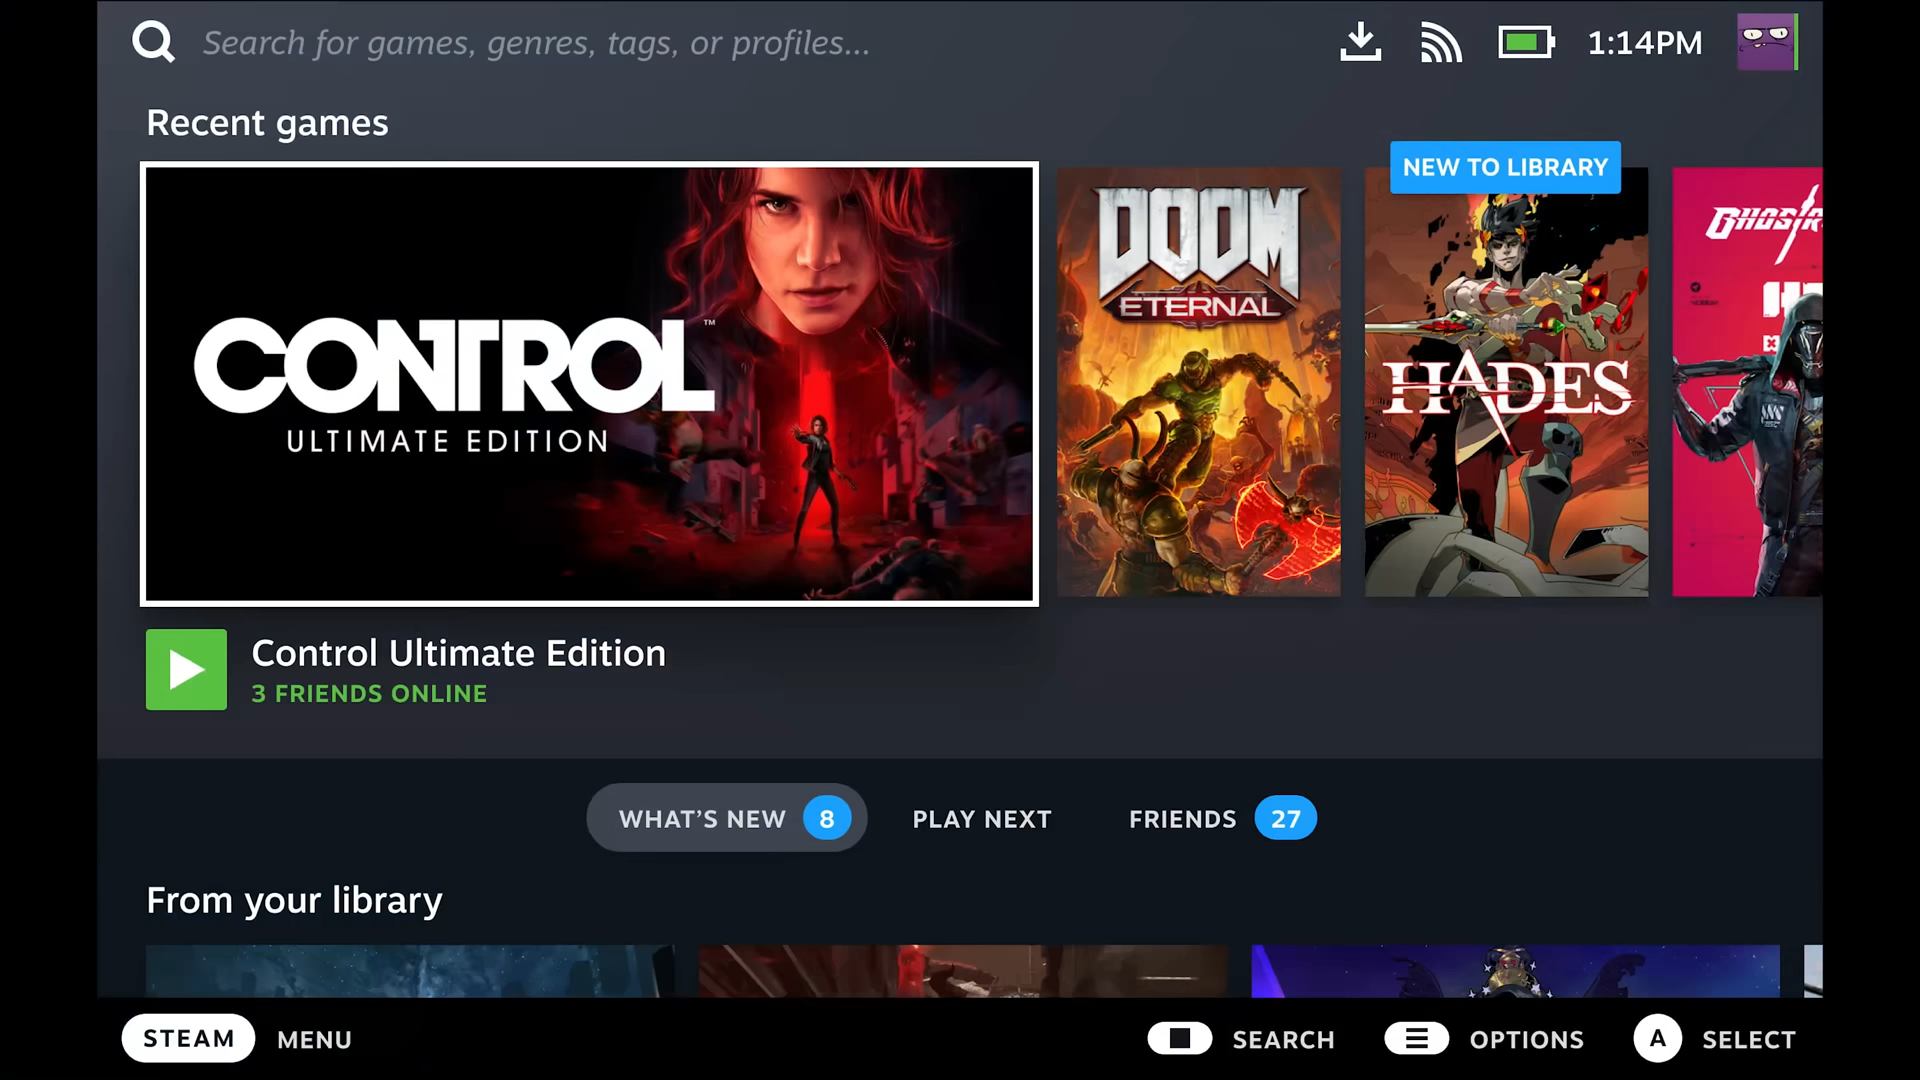 Search for games, genres, tags, or profiles...
1:14PM
Recent games
NEW TO LIBRARY
CONTROL™
ULTIMATE EDITION
DOOM
ETERNAL
HADES
Control Ultimate Edition
3 FRIENDS ONLINE
WHAT'S NEW 8
PLAY NEXT
FRIENDS 27
From your library
STEAM MENU
SEARCH
OPTIONS
A SELECT